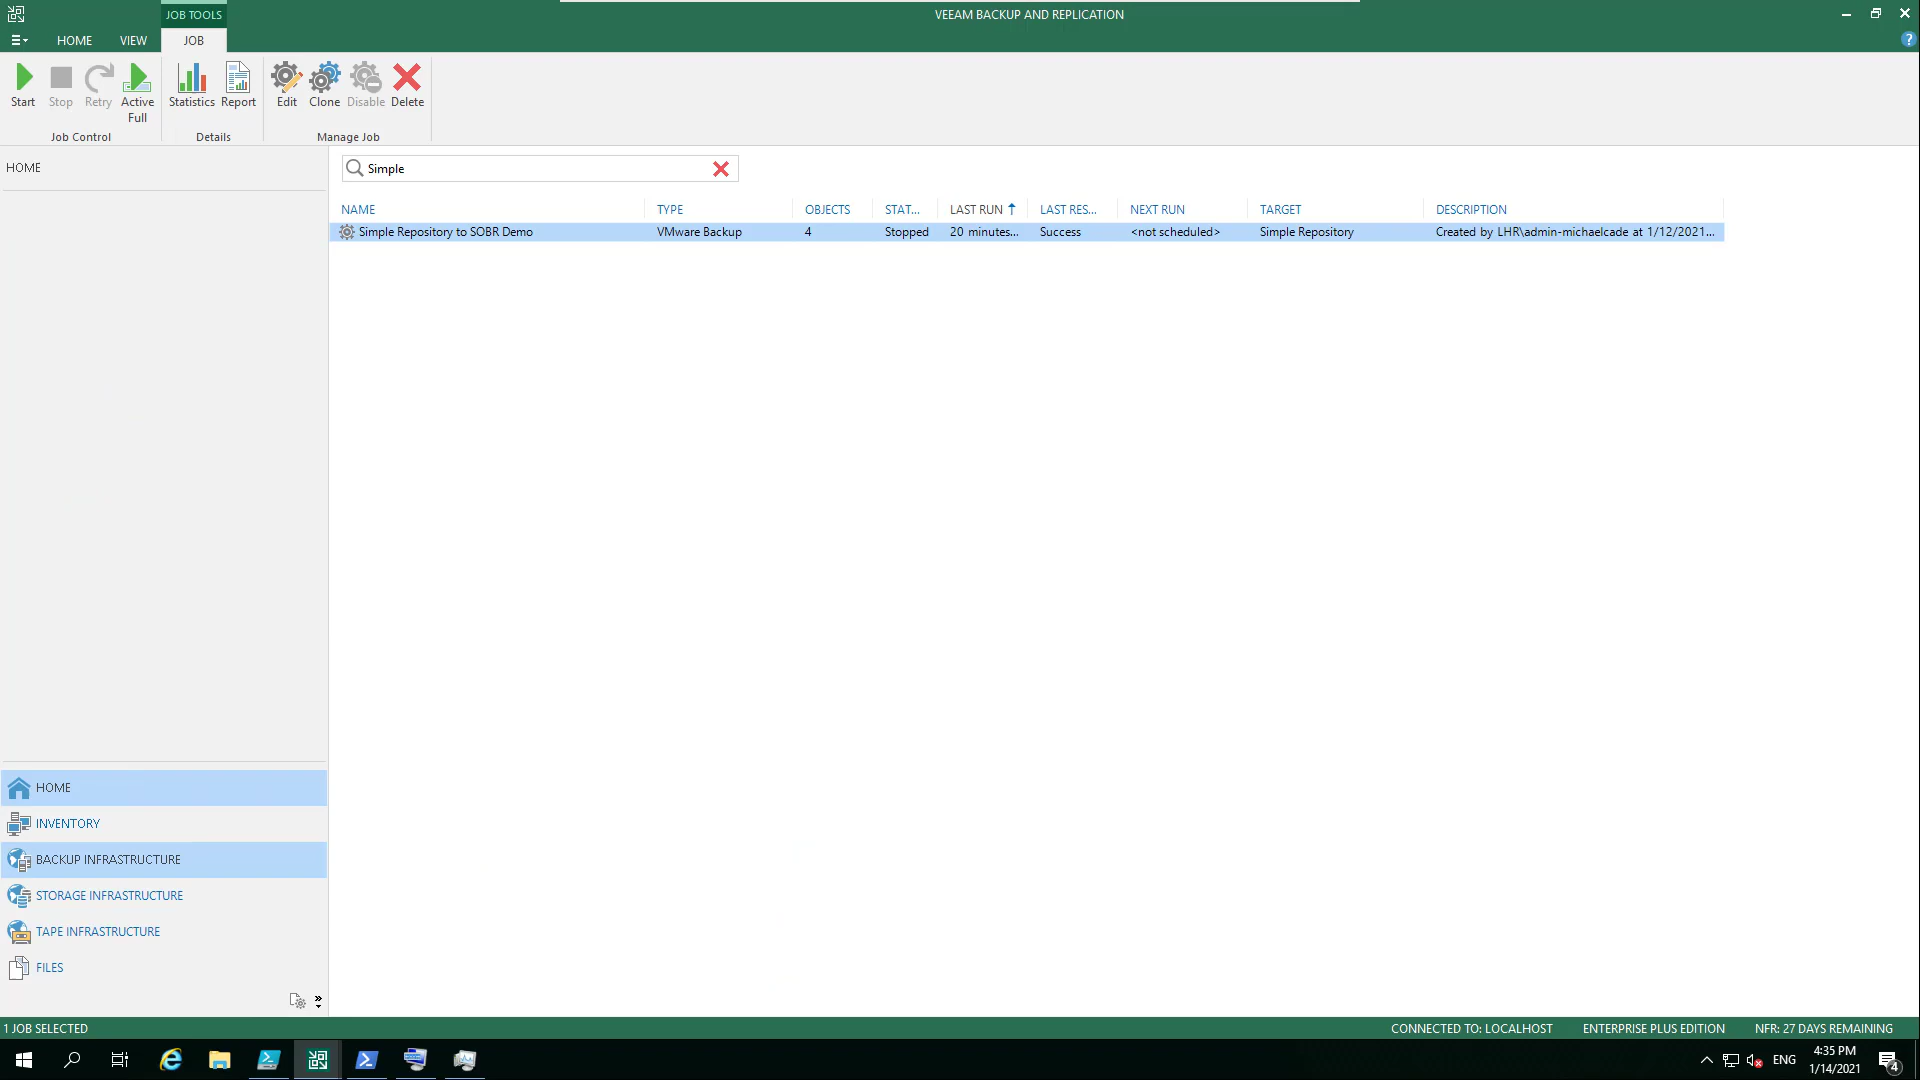 JOB TOOLS
VEEAM BACKUP AND REPLICATION
HOME
VIEW
JOB
?
Start
Stop
Retry
Active
Full
Statistics
Report
Edit
Clone
Disable
Delete
Job Control
Details
Manage Job
HOME
Simple
NAME
TYPE
OBJECTS
STAT...
LAST RUN
LAST RES...
NEXT RUN
TARGET
DESCRIPTION
Simple Repository to SOBR Demo
VMware Backup
4
Stopped
20 minutes...
Success
<not scheduled>
Simple Repository
Created by LHR\admin-michaelcade at 1/12/2021...
HOME
INVENTORY
BACKUP INFRASTRUCTURE
STORAGE INFRASTRUCTURE
TAPE INFRASTRUCTURE
FILES
1 JOB SELECTED
CONNECTED TO: LOCALHOST
ENTERPRISE PLUS EDITION
NFR: 27 DAYS REMAINING
ENG
4:35 PM
1/14/2021
4